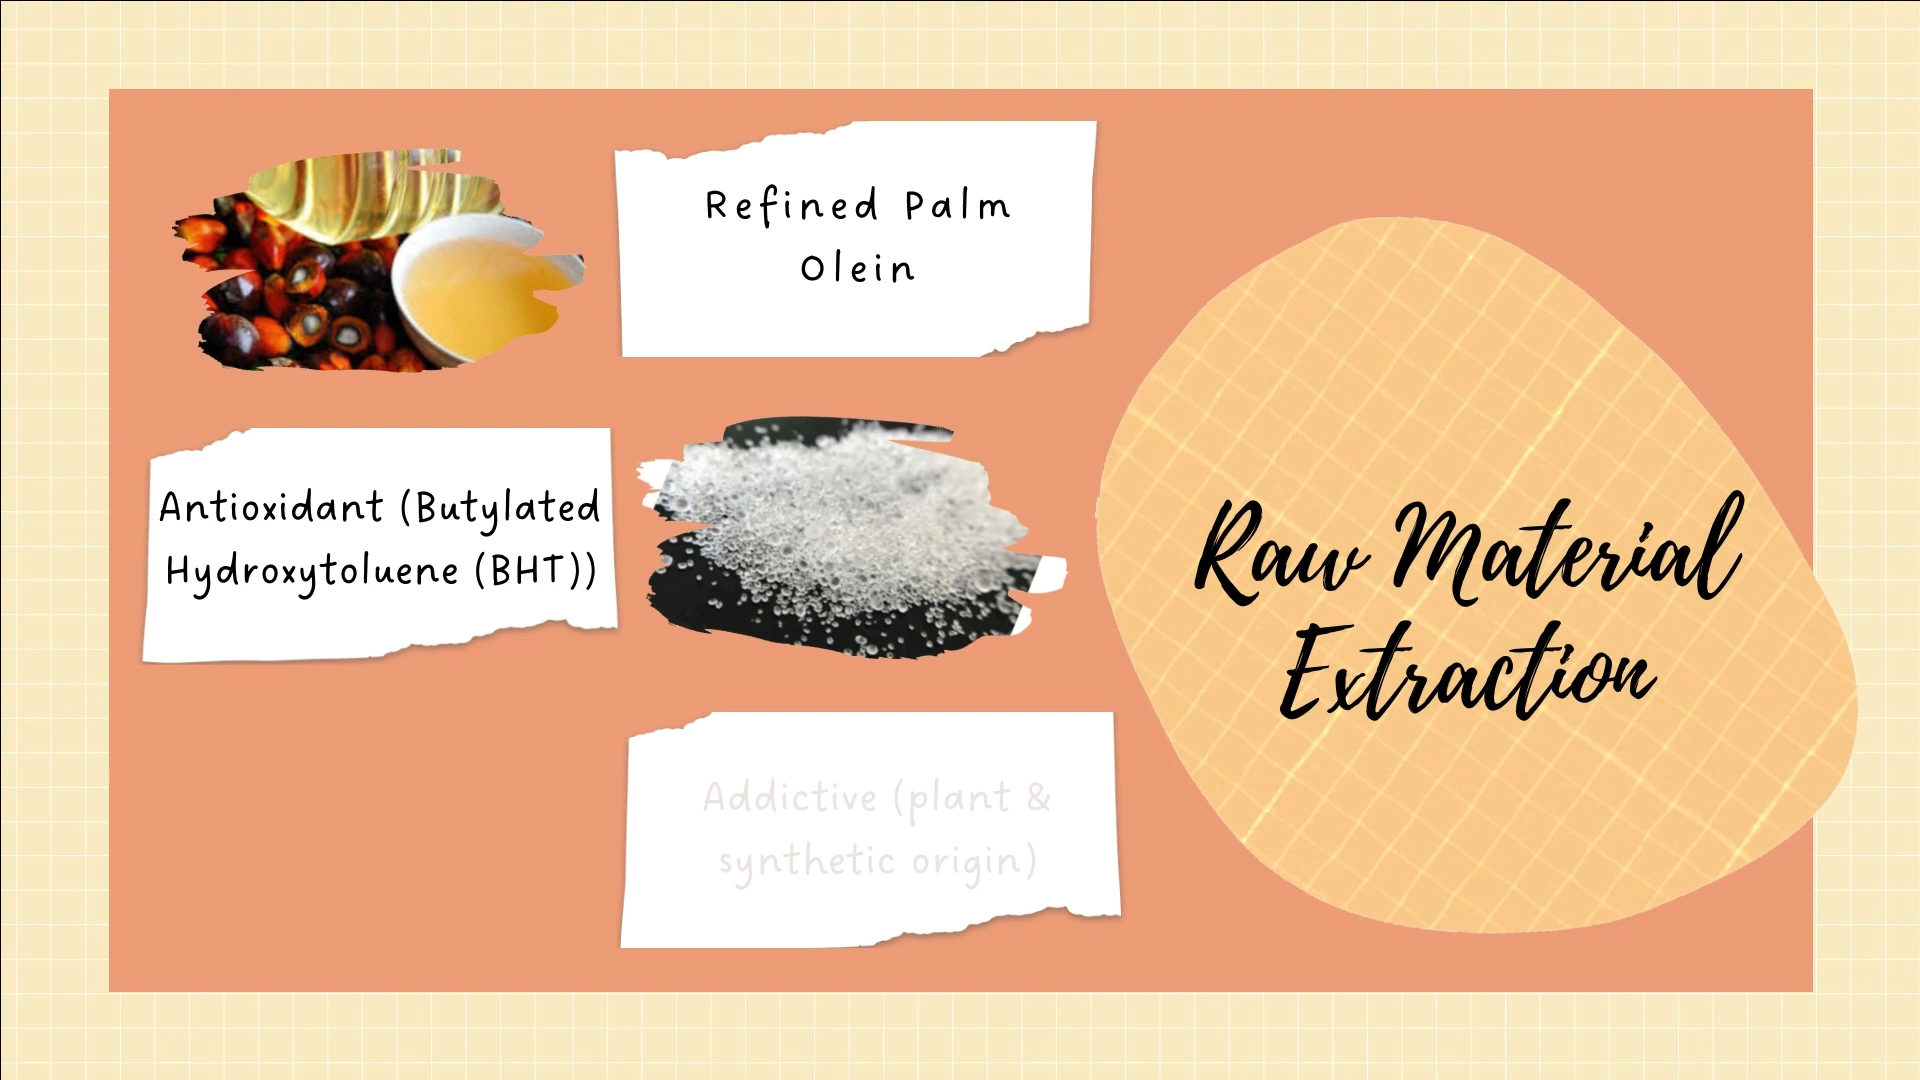 Refined Palm
Olein
Antioxidant (Butylated
Hydroxytoluene (BHT))
Addictive (plant &
synthetic origin)
Raw Material
Extraction